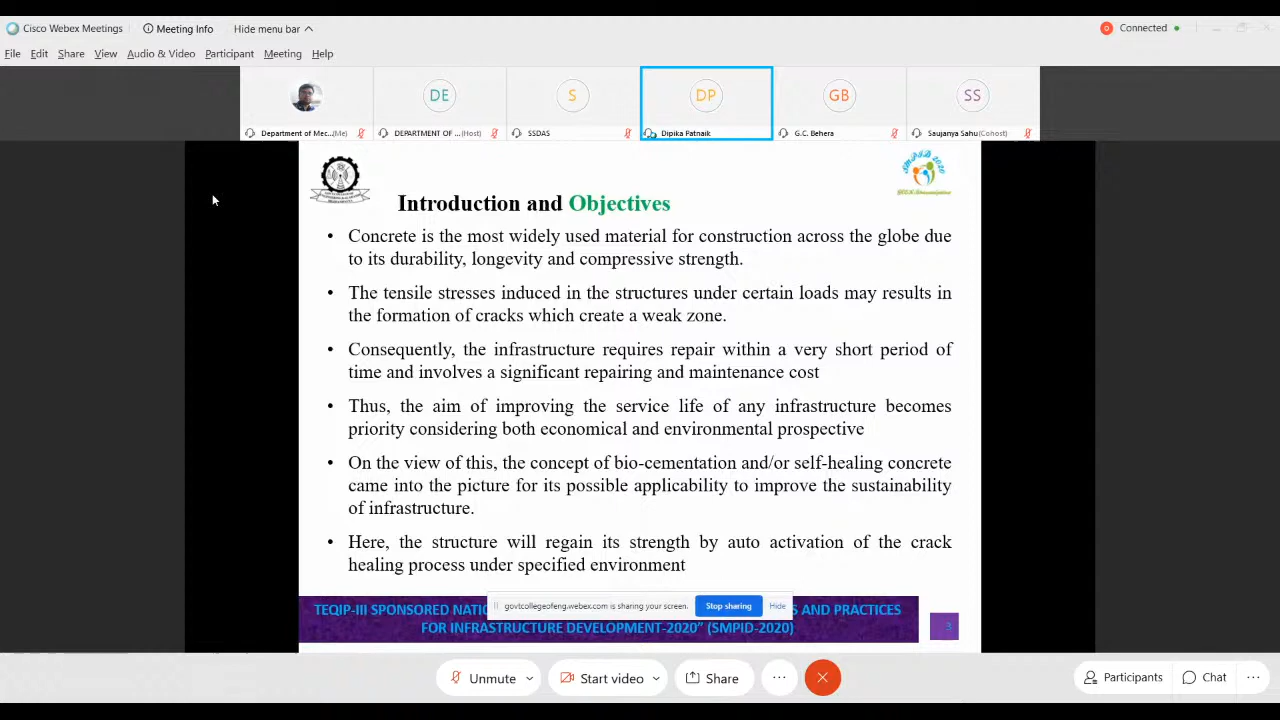 Cisco Webex Meetings
Meeting Info
Hide menu bar
Connected
File Edit Share View Audio & Video Participant Meeting Help
DE
S
DP
GB
SS
Department of Mec...(Me)
DEPARTMENT OF ...(Host)
SSDAS
Dipika Patnaik
G.C. Behera
Saujanya Sahu(Cohost)
SMPID 2020
Introduction and Objectives
• Concrete is the most widely used material for construction across the globe due
to its durability, longevity and compressive strength.
• The tensile stresses induced in the structures under certain loads may results in
the formation of cracks which create a weak zone.
• Consequently, the infrastructure requires repair within a very short period of
time and involves a significant repairing and maintenance cost
• Thus, the aim of improving the service life of any infrastructure becomes
priority considering both economical and environmental prospective
• On the view of this, the concept of bio-cementation and/or self-healing concrete
came into the picture for its possible applicability to improve the sustainability
of infrastructure.
• Here, the structure will regain its strength by auto activation of the crack
healing process under specified environment
govtcollegeofeng.webex.com is sharing your screen.
Stop sharing
Hide
TEQIP-III SPONSORED NATI S AND PRACTICES
FOR INFRASTRUCTURE DEVELOPMENT-2020" (SMPID-2020)
3
Unmute
Start video
Share
Participants
Chat